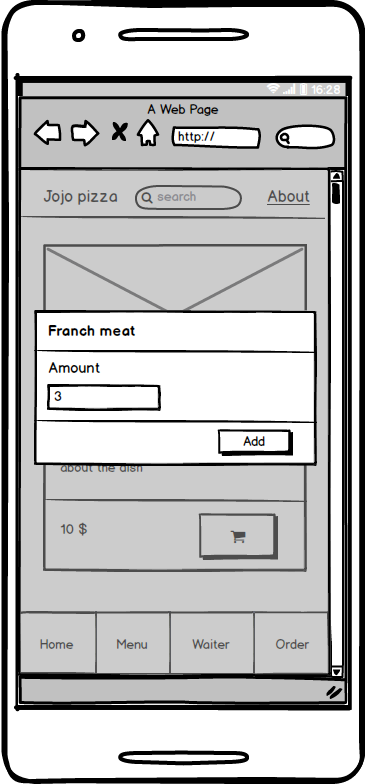 16:28
A Web Page
http://
Jojo pizza search About
Franch meat
Amount
3
Add
about the dish
10 $
Home Menu Waiter Order